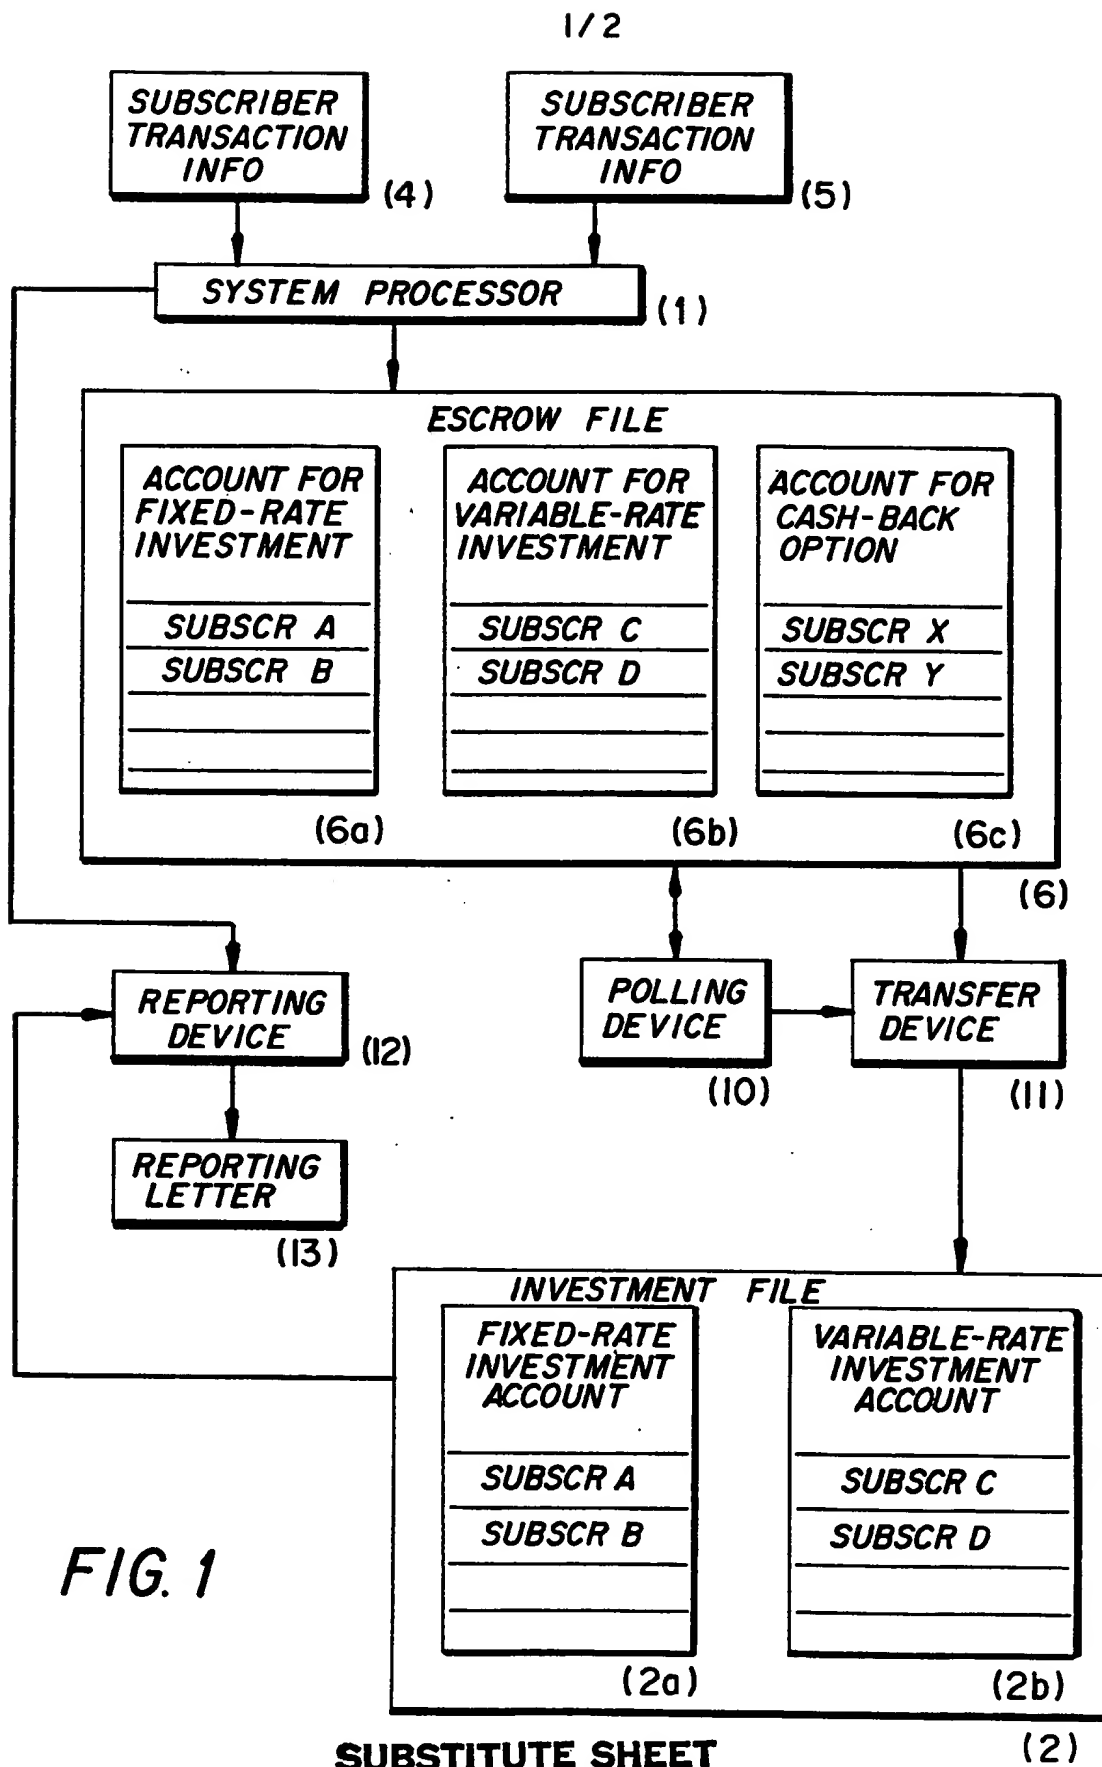 1/2
SUBSCRIBER
TRANSACTION
INFO
(4)
SUBSCRIBER
TRANSACTION
INFO
(5)
SYSTEM PROCESSOR
(1)
ESCROW FILE
ACCOUNT FOR
FIXED-RATE
INVESTMENT
SUBSCR A
SUBSCR B
(6a)
ACCOUNT FOR
VARIABLE-RATE
INVESTMENT
SUBSCR C
SUBSCR D
(6b)
ACCOUNT FOR
CASH-BACK
OPTION
SUBSCR X
SUBSCR Y
(6c)
(6)
REPORTING
DEVICE
(12)
POLLING
DEVICE
(10)
TRANSFER
DEVICE
(11)
REPORTING
LETTER
(13)
INVESTMENT FILE
FIXED-RATE
INVESTMENT
ACCOUNT
SUBSCR A
SUBSCR B
(2a)
VARIABLE-RATE
INVESTMENT
ACCOUNT
SUBSCR C
SUBSCR D
(2b)
(2)
FIG. 1
SUBSTITUTE SHEET